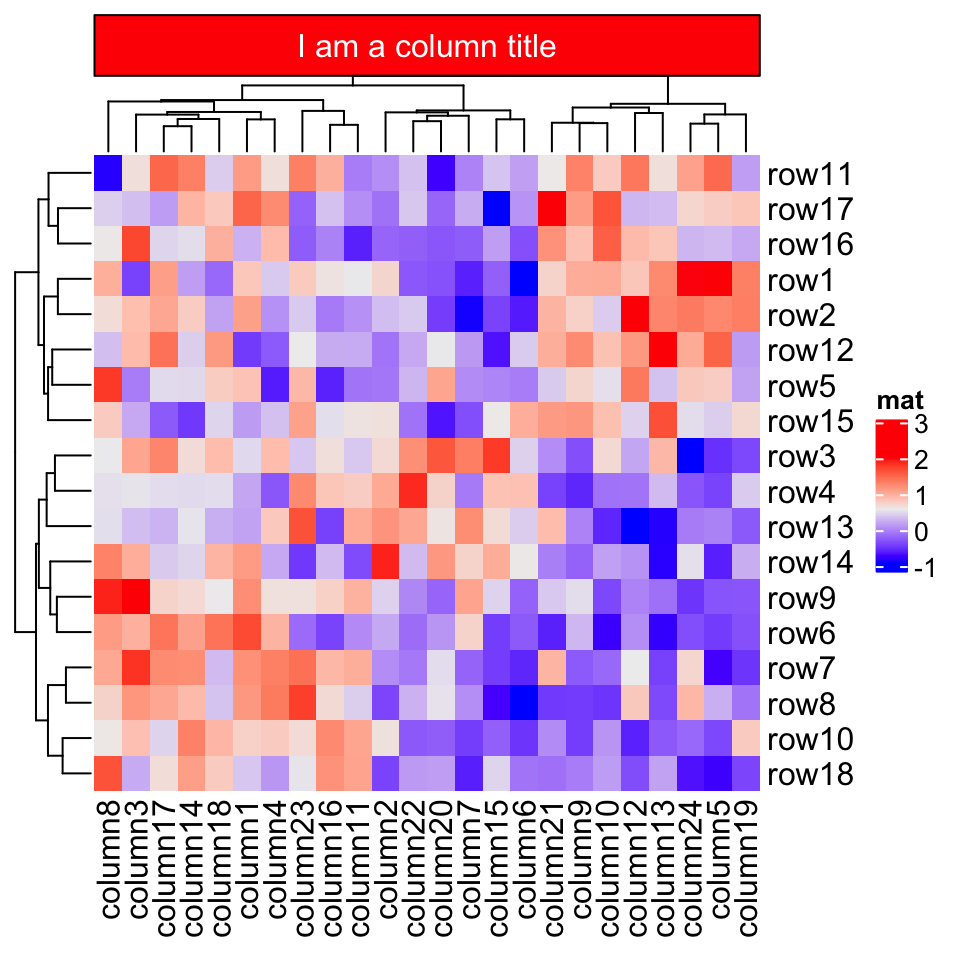 I am a column title
row11
row17
row16
row1
row2
row12
row5
row15
row3
row4
row13
row14
row9
row6
row7
row8
row10
row18
mat
3
2
1
0
-1
column8
column3
column17
column14
column18
column1
column4
column23
column16
column11
column2
column22
column20
column7
column15
column6
column21
column9
column10
column12
column13
column24
column5
column19